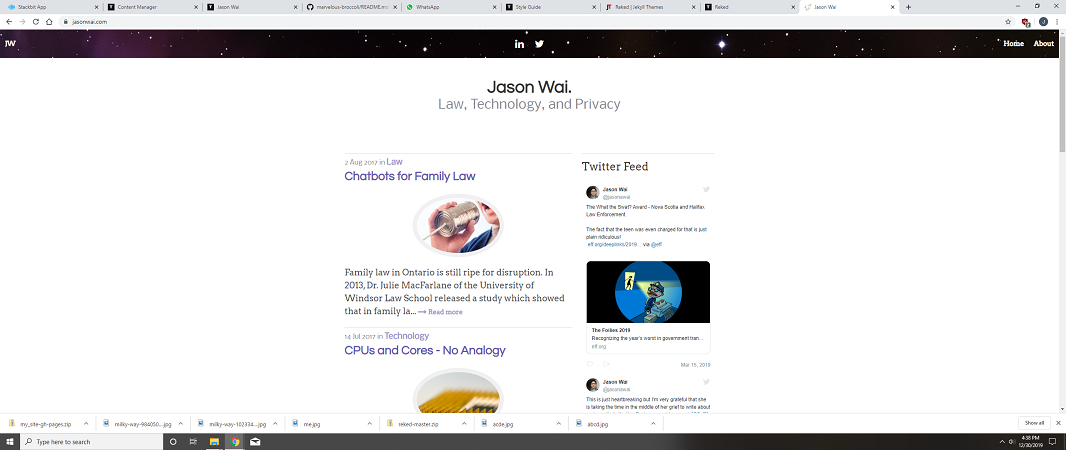 Stackbit App
Content Manager
Jason Wai
marvelous-broccoli/README.m
WhatsApp
Style Guide
Reked | Jekyll Themes
Reked
Jason Wai
jasonwai.com
JW
Home
About
Jason Wai.
Law, Technology, and Privacy
2 Aug 2017 in Law
Chatbots for Family Law
Family law in Ontario is still ripe for disruption. In
2013, Dr. Julie MacFarlane of the University of
Windsor Law School released a study which showed
that in family la... → Read more
14 Jul 2017 in Technology
CPUs and Cores - No Analogy
Twitter Feed
Jason Wai
@jasonswai
The What the Swat? Award - Nova Scotia and Halifax
Law Enforcement
The fact that the teen was even charged for that is just
plain ridiculous!
eff.org/deeplinks/2019... via @eff
The Foilies 2019
Recognizing the year's worst in government tran...
eff.org
Mar 15, 2019
Jason Wai
@jasonswai
This is just heartbreaking but I'm very grateful that she
is taking the time in the middle of her grief to write about
my_site-gh-pages.zip
milky-way-984050....jpg
milky-way-102334....jpg
me.jpg
reked-master.zip
acde.jpg
abcd.jpg
Show all
Type here to search
4:38 PM
12/30/2019